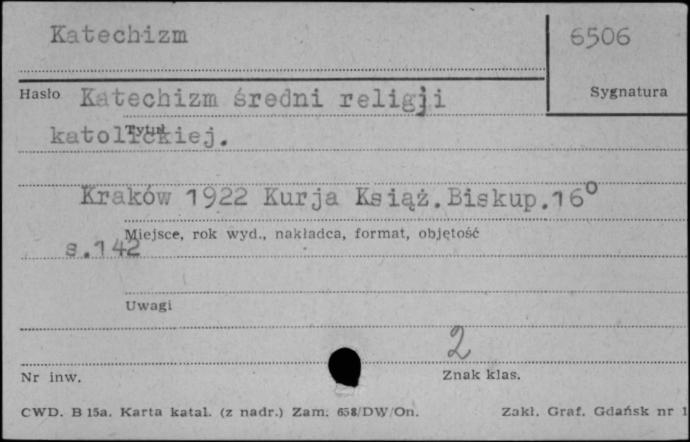 Katechizm
6506
Hasło Katechizm średni religji
Sygnatura
Tytuł
katolickiej.
Kraków 1922 Kurja Książ.Biskup.16°
Miejsce, rok wyd., nakładca, format, objętość
s.142
Uwagi
2
Nr inw.
Znak klas.
CWD. B 15a. Karta katal. (z nadr.) Zam. 658/DW/On.
Zakł. Graf. Gdańsk nr 1